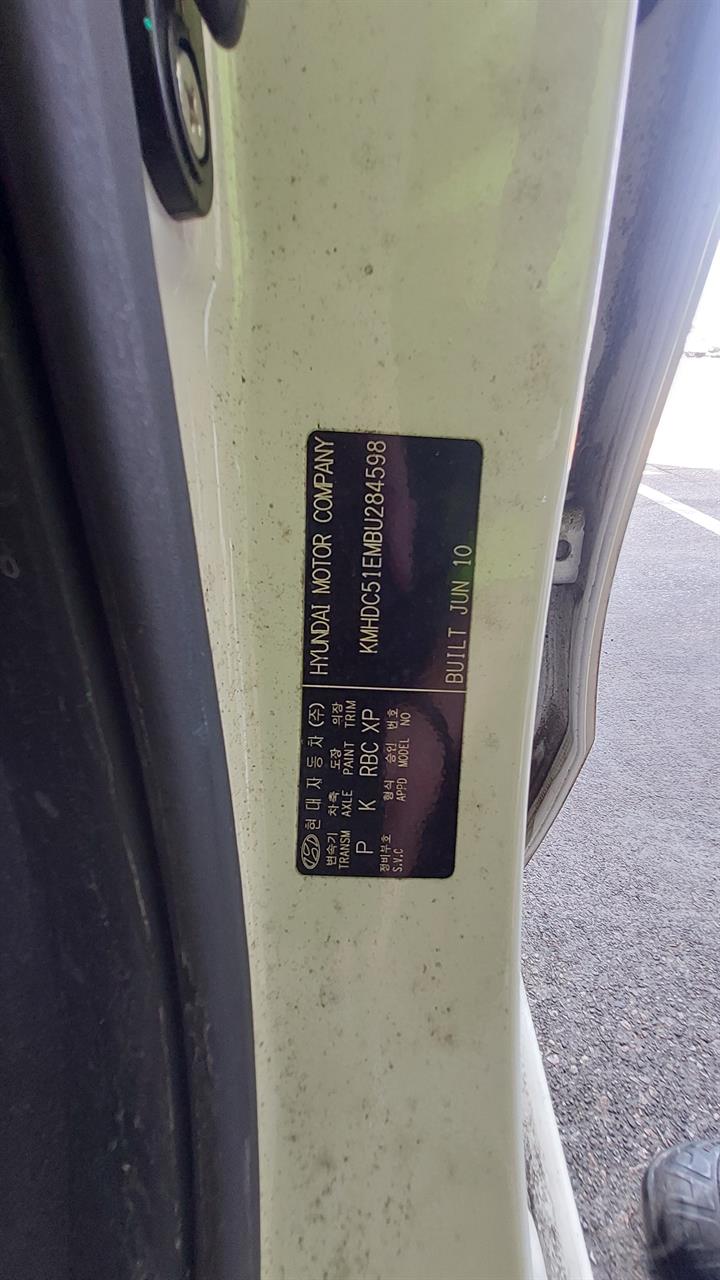 현대자동차(주)
변속기 차축 도장 의장
TRANSM AXLE PAINT TRIM
P K RBC XP
정비부호 형식 승인 번호
S.V.C APPD MODEL NO
HYUNDAI MOTOR COMPANY
KMHDC51EMBU284598
BUILT JUN 10